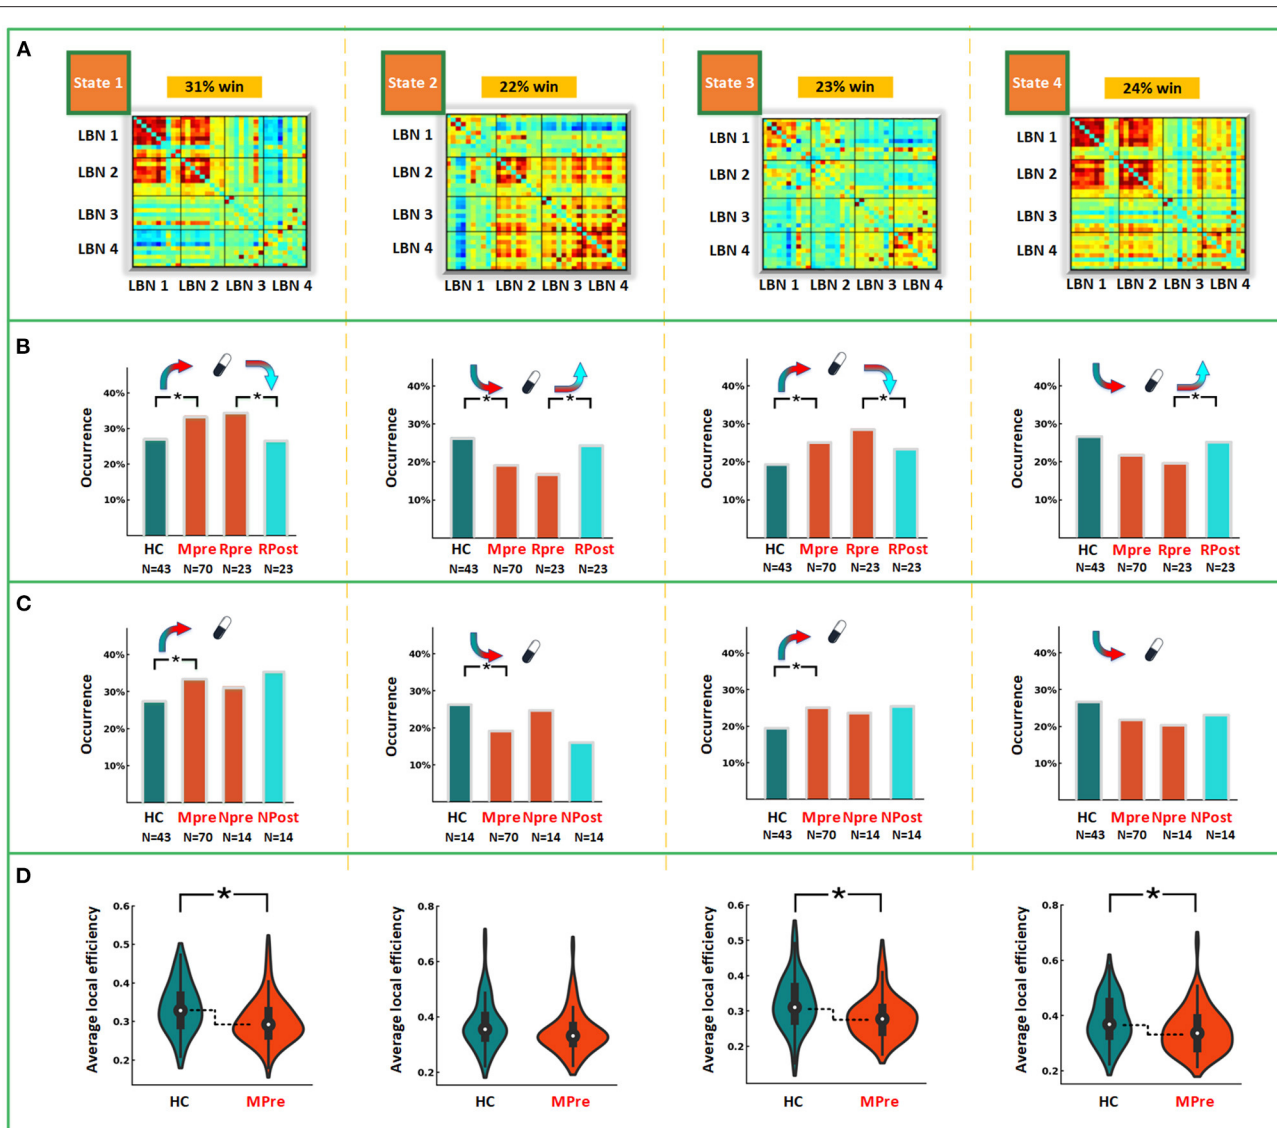 A
State 1
31% win
State 2
22% win
State 3
23% win
State 4
24% win
LBN 1
LBN 2
LBN 3
LBN 4
LBN 1 LBN 2 LBN 3 LBN 4
LBN 1
LBN 2
LBN 3
LBN 4
LBN 1 LBN 2 LBN 3 LBN 4
LBN 1
LBN 2
LBN 3
LBN 4
LBN 1 LBN 2 LBN 3 LBN 4
LBN 1
LBN 2
LBN 3
LBN 4
LBN 1 LBN 2 LBN 3 LBN 4
B
Occurrence
40%
30%
20%
10%
* *
HC Mpre Rpre RPost
N=43 N=70 N=23 N=23
Occurrence
40%
30%
20%
10%
* *
HC Mpre Rpre RPost
N=43 N=70 N=23 N=23
Occurrence
40%
30%
20%
10%
* *
HC Mpre Rpre RPost
N=43 N=70 N=23 N=23
Occurrence
40%
30%
20%
10%
*
HC Mpre Rpre RPost
N=43 N=70 N=23 N=23
C
Occurrence
40%
30%
20%
10%
*
HC Mpre Npre NPost
N=43 N=70 N=14 N=14
Occurrence
40%
30%
20%
10%
*
HC Mpre Npre NPost
N=14 N=70 N=14 N=14
Occurrence
40%
30%
20%
10%
*
HC Mpre Npre NPost
N=43 N=70 N=14 N=14
Occurrence
40%
30%
20%
10%
HC Mpre Npre NPost
N=43 N=70 N=14 N=14
D
Average local efficiency
0.6
0.5
0.4
0.3
0.2
*
HC MPre
Average local efficiency
0.8
0.6
0.4
0.2
HC MPre
Average local efficiency
0.6
0.5
0.4
0.3
0.2
*
HC MPre
Average local efficiency
0.8
0.6
0.4
0.2
*
HC MPre